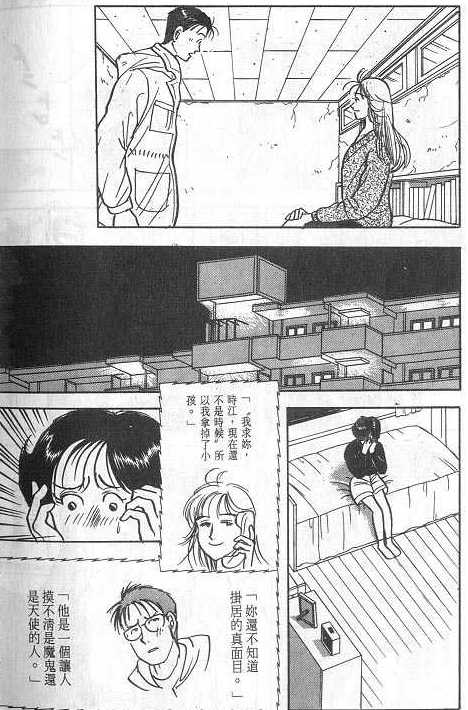 「〝我求妳，
時江，現在還
不是時候〞所
以我拿掉了小
孩。」
「妳還不知道
掛居的真面目。」
「他是一個讓人
摸不清是魔鬼還
是天使的人。」